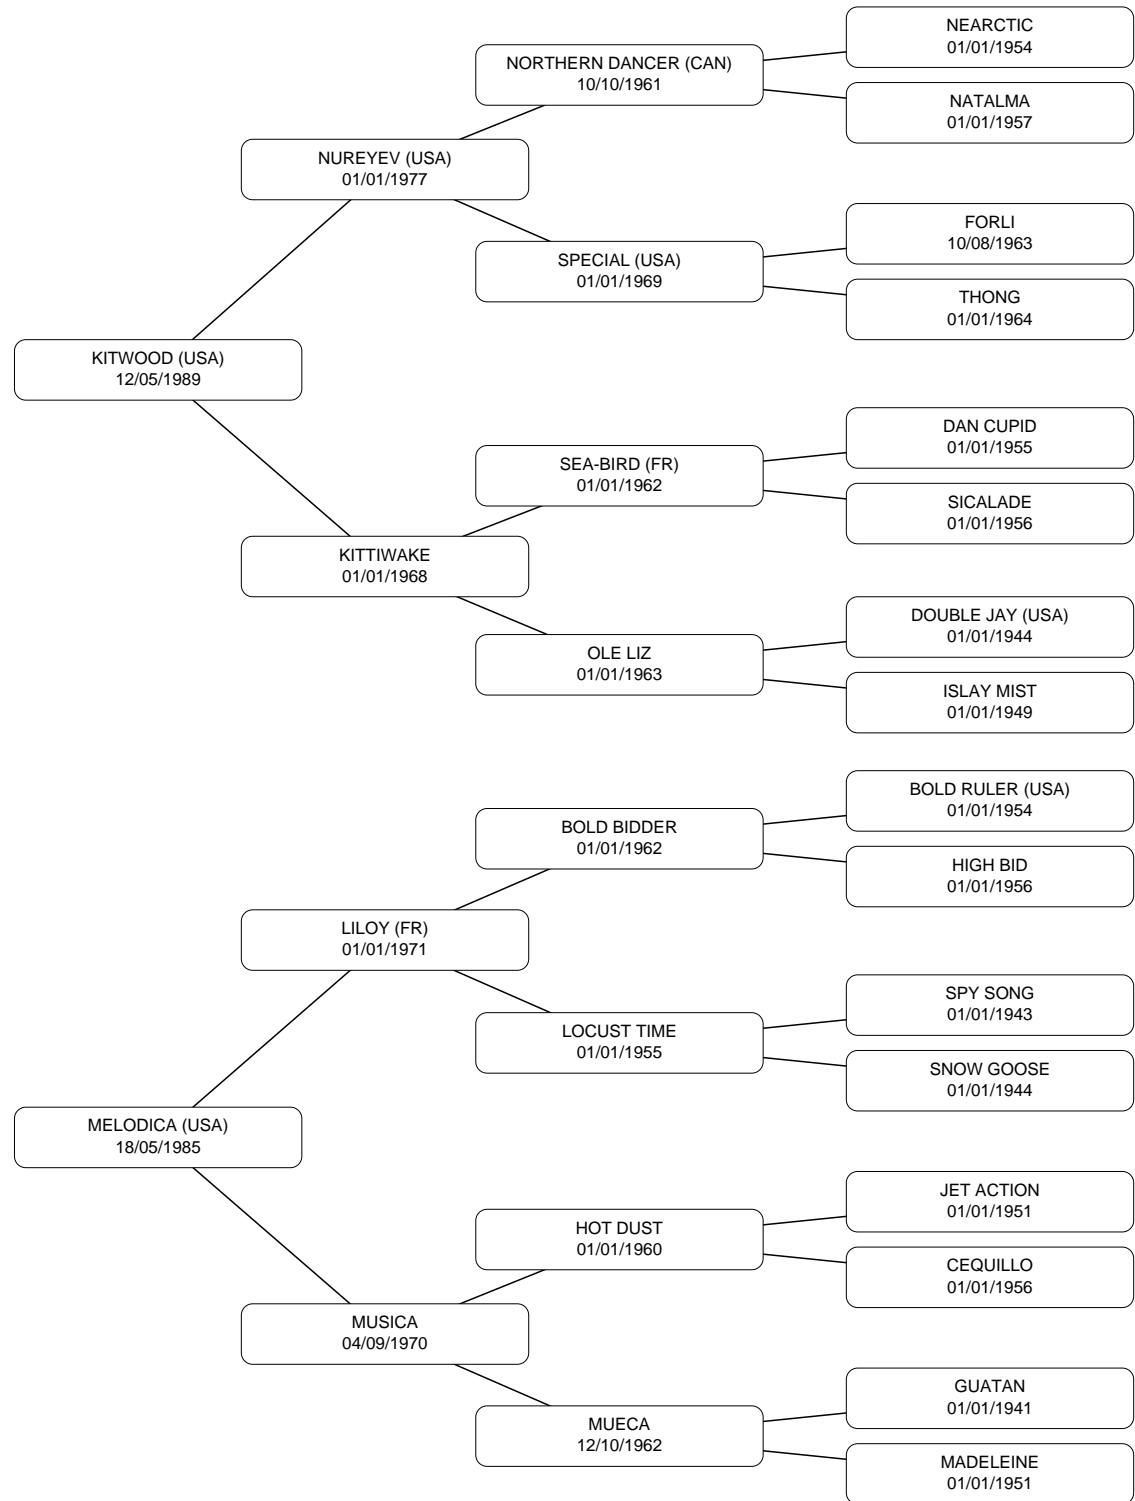 NEARCTIC
01/01/1954
NORTHERN DANCER (CAN)
10/10/1961
NATALMA
01/01/1957
NUREYEV (USA)
01/01/1977
FORLI
10/08/1963
SPECIAL (USA)
01/01/1969
THONG
01/01/1964
KITWOOD (USA)
12/05/1989
DAN CUPID
01/01/1955
SEA-BIRD (FR)
01/01/1962
SICALADE
01/01/1956
KITTIWAKE
01/01/1968
DOUBLE JAY (USA)
01/01/1944
OLE LIZ
01/01/1963
ISLAY MIST
01/01/1949
BOLD RULER (USA)
01/01/1954
BOLD BIDDER
01/01/1962
HIGH BID
01/01/1956
LILOY (FR)
01/01/1971
SPY SONG
01/01/1943
LOCUST TIME
01/01/1955
SNOW GOOSE
01/01/1944
MELODICA (USA)
18/05/1985
JET ACTION
01/01/1951
HOT DUST
01/01/1960
CEQUILLO
01/01/1956
MUSICA
04/09/1970
GUATAN
01/01/1941
MUECA
12/10/1962
MADELEINE
01/01/1951